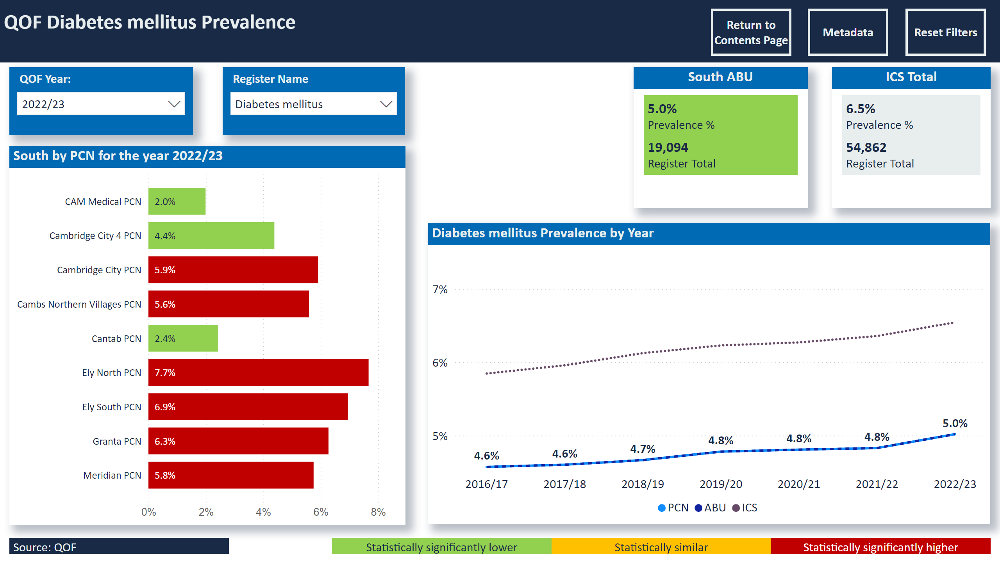 QOF Diabetes mellitus Prevalence
Return to
Contents Page
Metadata
Reset Filters
QOF Year:
2022/23
Register Name
Diabetes mellitus
South ABU
5.0%
Prevalence %
19,094
Register Total
ICS Total
6.5%
Prevalence %
54,862
Register Total
South by PCN for the year 2022/23
CAM Medical PCN 2.0%
Cambridge City 4 PCN 4.4%
Cambridge City PCN 5.9%
Cambs Northern Villages PCN 5.6%
Cantab PCN 2.4%
Ely North PCN 7.7%
Ely South PCN 6.9%
Granta PCN 6.3%
Meridian PCN 5.8%
0% 2% 4% 6% 8%
Diabetes mellitus Prevalence by Year
7%
6%
5%
4.6% 4.6% 4.7% 4.8% 4.8% 4.8% 5.0%
2016/17 2017/18 2018/19 2019/20 2020/21 2021/22 2022/23
PCN ABU ICS
Source: QOF
Statistically significantly lower
Statistically similar
Statistically significantly higher